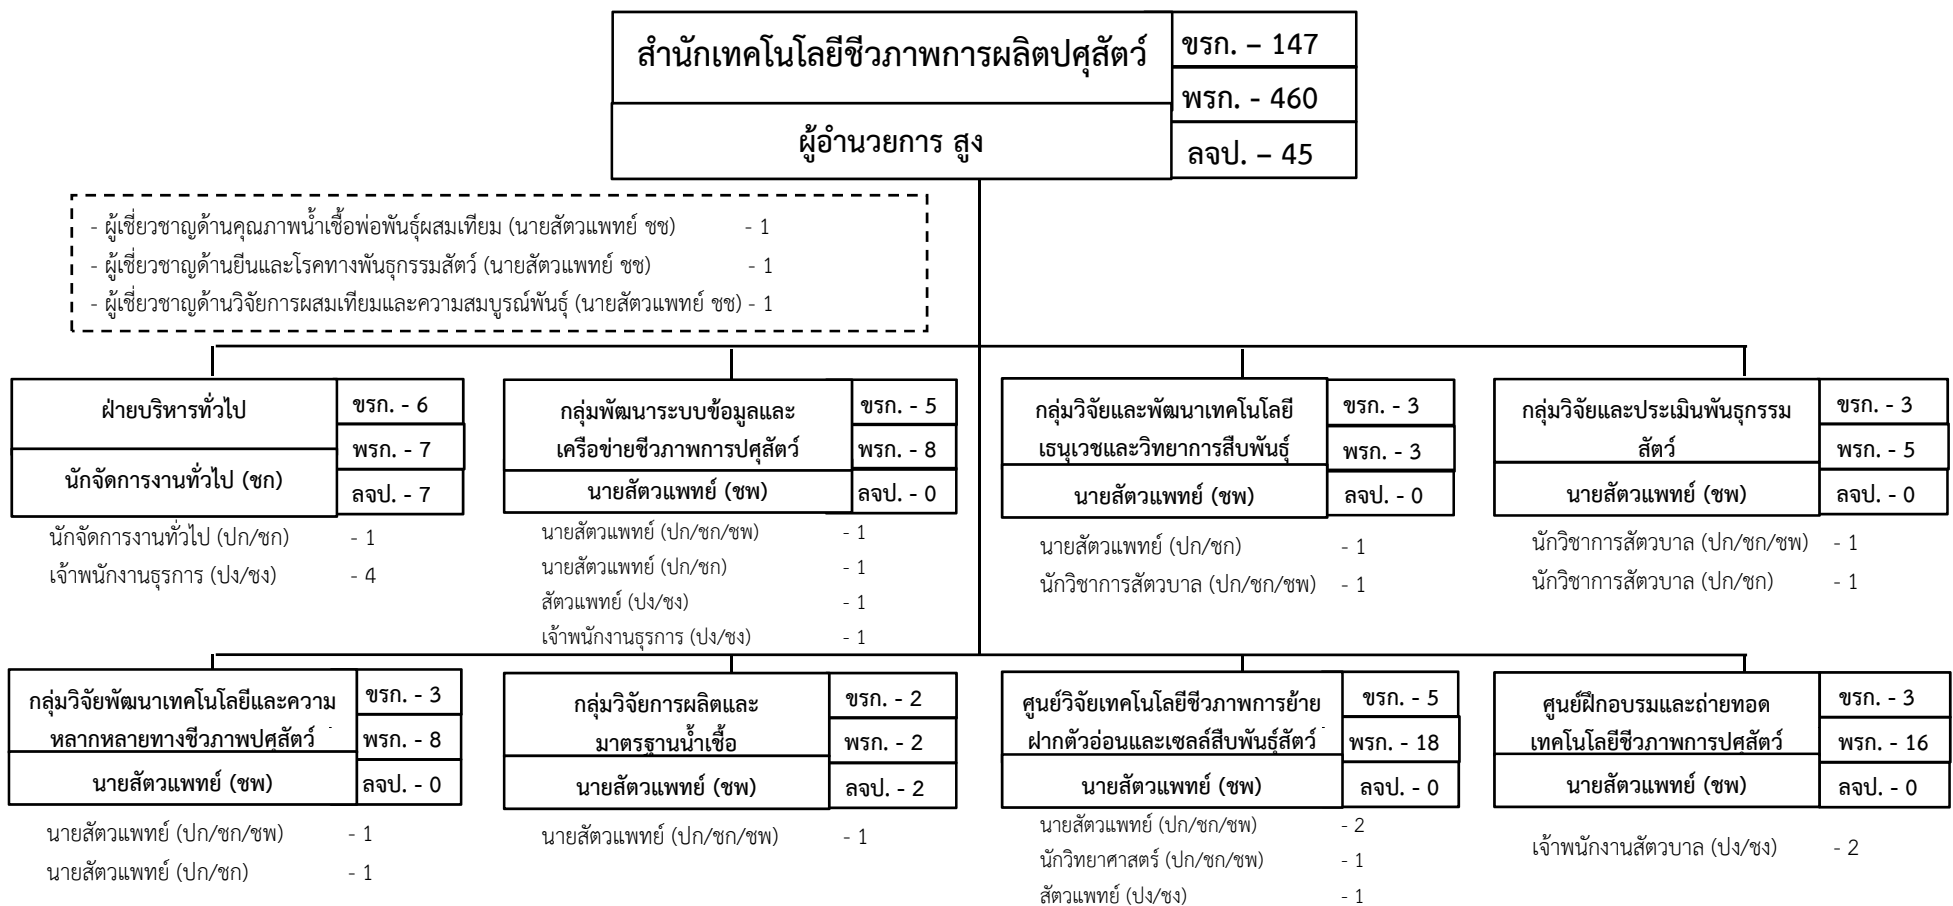 สำนักเทคโนโลยีชีวภาพการผลิตปศุสัตว์
ผู้อำนวยการ สูง
ขรก. – 147
พรก. - 460
ลจป. – 45
- ผู้เชี่ยวชาญด้านคุณภาพน้ำเชื้อพ่อพันธุ์ผสมเทียม (นายสัตวแพทย์ ชช) - 1
- ผู้เชี่ยวชาญด้านยีนและโรคทางพันธุกรรมสัตว์ (นายสัตวแพทย์ ชช) - 1
- ผู้เชี่ยวชาญด้านวิจัยการผสมเทียมและความสมบูรณ์พันธุ์ (นายสัตวแพทย์ ชช) - 1
ฝ่ายบริหารทั่วไป
นักจัดการงานทั่วไป (ชก)
ขรก. - 6
พรก. - 7
ลจป. - 7
นักจัดการงานทั่วไป (ปก/ชก) - 1
เจ้าพนักงานธุรการ (ปง/ชง) - 4
กลุ่มพัฒนาระบบข้อมูลและ
เครือข่ายชีวภาพการปศุสัตว์
นายสัตวแพทย์ (ชพ)
ขรก. - 5
พรก. - 8
ลจป. - 0
นายสัตวแพทย์ (ปก/ชก/ชพ) - 1
นายสัตวแพทย์ (ปก/ชก) - 1
สัตวแพทย์ (ปง/ชง) - 1
เจ้าพนักงานธุรการ (ปง/ชง) - 1
กลุ่มวิจัยและพัฒนาเทคโนโลยี
เธนุเวชและวิทยาการสืบพันธุ์
นายสัตวแพทย์ (ชพ)
ขรก. - 3
พรก. - 3
ลจป. - 0
นายสัตวแพทย์ (ปก/ชก) - 1
นักวิชาการสัตวบาล (ปก/ชก/ชพ) - 1
กลุ่มวิจัยและประเมินพันธุกรรม
สัตว์
นายสัตวแพทย์ (ชพ)
ขรก. - 3
พรก. - 5
ลจป. - 0
นักวิชาการสัตวบาล (ปก/ชก/ชพ) - 1
นักวิชาการสัตวบาล (ปก/ชก) - 1
กลุ่มวิจัยพัฒนาเทคโนโลยีและความ
หลากหลายทางชีวภาพปศุสัตว์
นายสัตวแพทย์ (ชพ)
ขรก. - 3
พรก. - 8
ลจป. - 0
นายสัตวแพทย์ (ปก/ชก/ชพ) - 1
นายสัตวแพทย์ (ปก/ชก) - 1
กลุ่มวิจัยการผลิตและ
มาตรฐานน้ำเชื้อ
นายสัตวแพทย์ (ชพ)
ขรก. - 2
พรก. - 2
ลจป. - 2
นายสัตวแพทย์ (ปก/ชก/ชพ) - 1
ศูนย์วิจัยเทคโนโลยีชีวภาพการย้าย
ฝากตัวอ่อนและเซลล์สืบพันธุ์สัตว์
นายสัตวแพทย์ (ชพ)
ขรก. - 5
พรก. - 18
ลจป. - 0
นายสัตวแพทย์ (ปก/ชก/ชพ) - 2
นักวิทยาศาสตร์ (ปก/ชก/ชพ) - 1
สัตวแพทย์ (ปง/ชง) - 1
ศูนย์ฝึกอบรมและถ่ายทอด
เทคโนโลยีชีวภาพการปศุสัตว์
นายสัตวแพทย์ (ชพ)
ขรก. - 3
พรก. - 16
ลจป. - 0
เจ้าพนักงานสัตวบาล (ปง/ชง) - 2